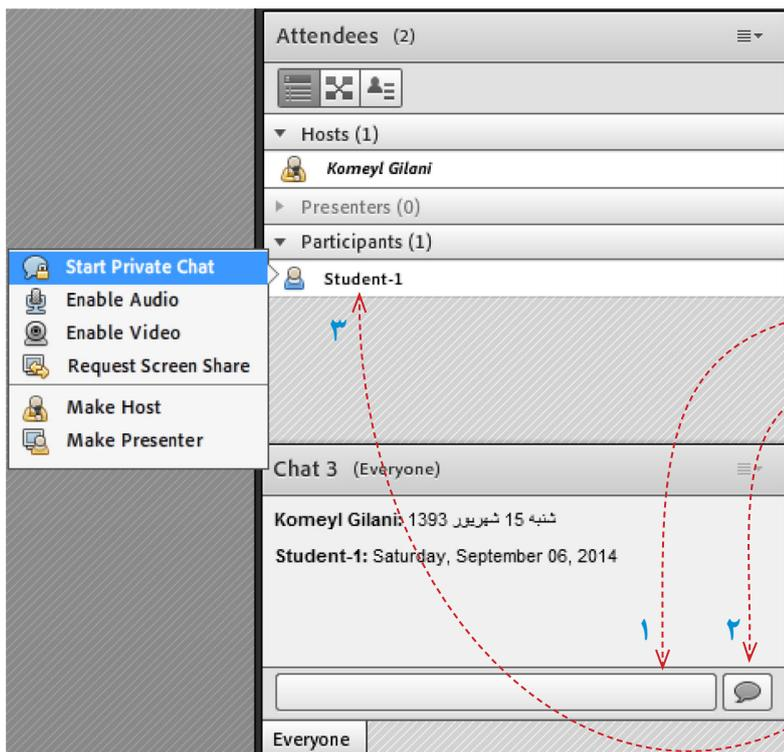 Attendees (2)
Hosts (1)
Komeyl Gilani
Presenters (0)
Participants (1)
Start Private Chat
Student-1
Enable Audio
Enable Video
۳
Request Screen Share
Make Host
Make Presenter
Chat 3 (Everyone)
Komeyl Gilani: شنبه 15 شهریور 1393
Student-1: Saturday, September 06, 2014
۱
۲
Everyone